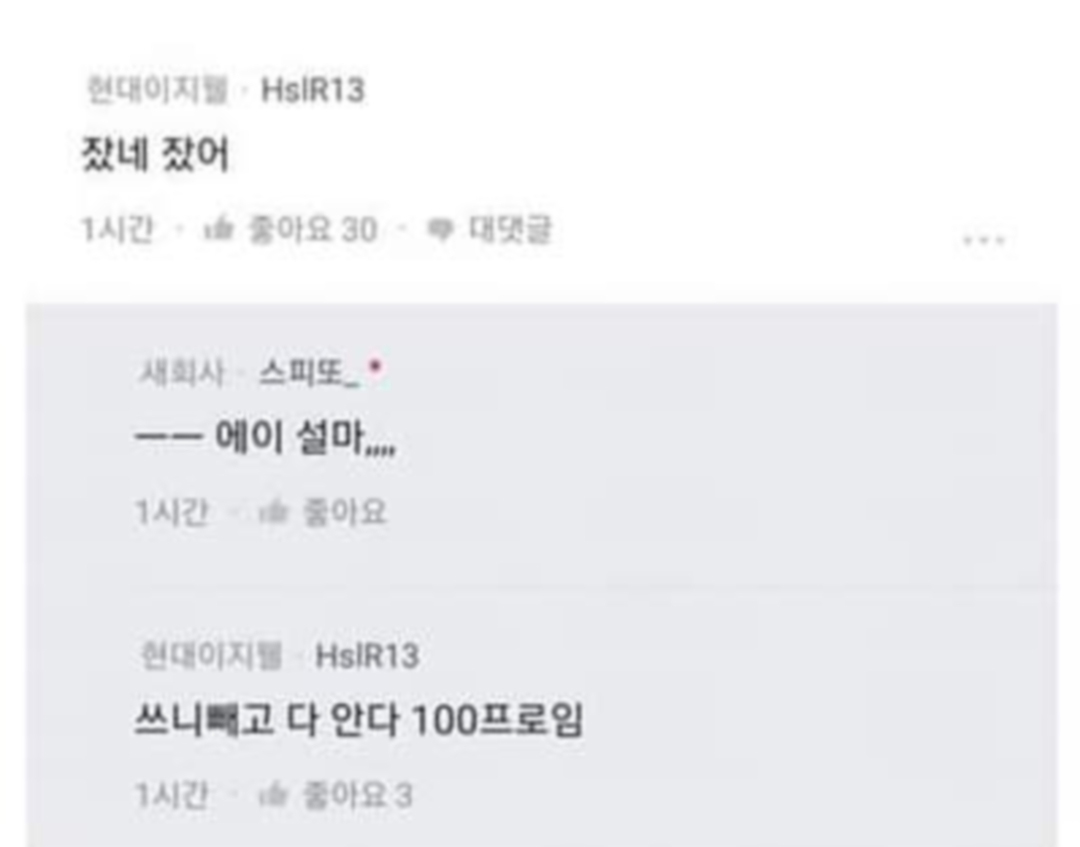 현대이지웰 · HslR13
잤네 잤어
1시간 · 좋아요 30 · 대댓글
새회사 · 스피또_
ㅡㅡ 에이 설마,,,,
1시간 · 좋아요
현대이지웰 · HslR13
쓰니빼고 다 안다 100프로임
1시간 · 좋아요 3